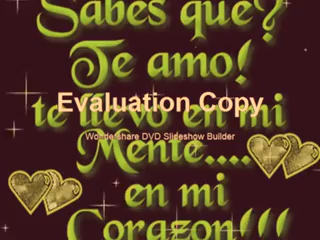 Sabes que?
Te amo!
te llevo en mi
Evaluation Copy
Wondershare DVD Slideshow Builder
Mente....
en mi
Corazon!!!